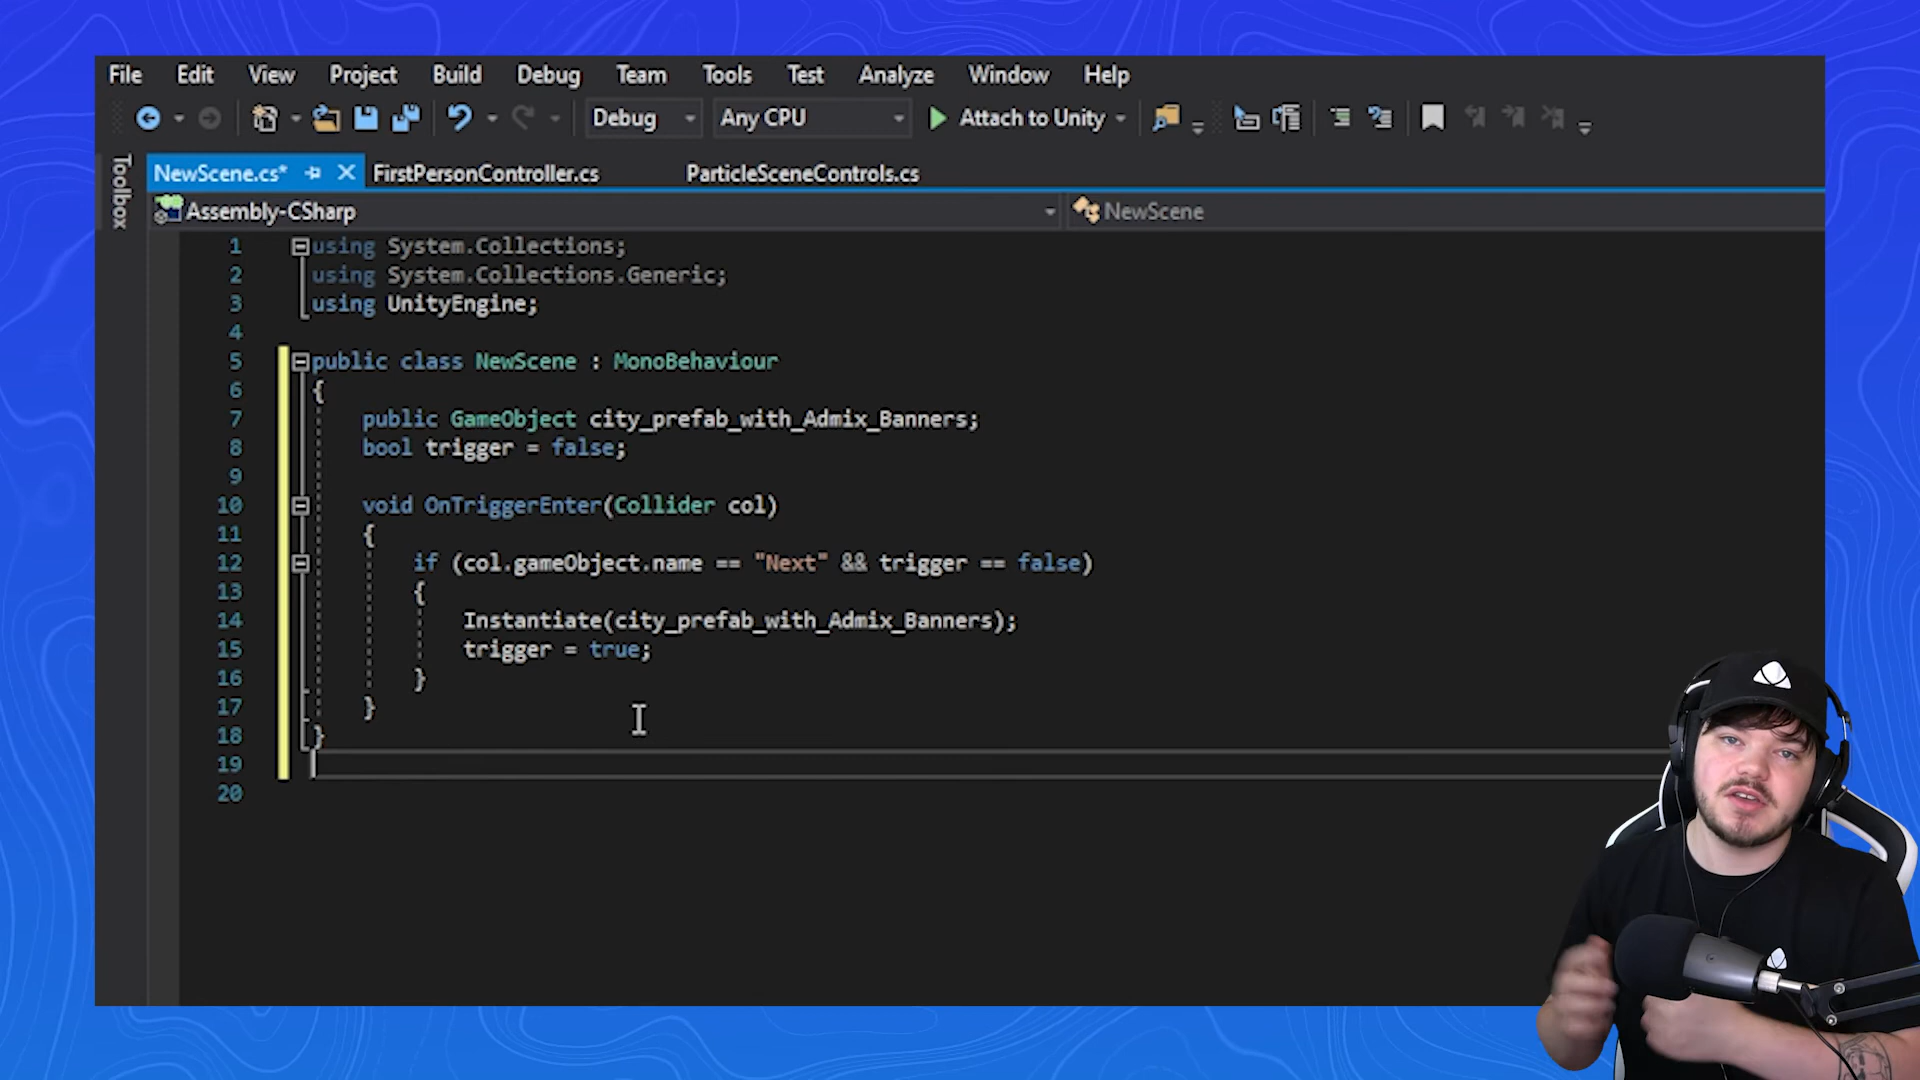 File Edit View Project Build Debug Team Tools Test Analyze Window Help
Debug Any CPU Attach to Unity
Toolbox
NewScene.cs* FirstPersonController.cs ParticleSceneControls.cs
Assembly-CSharp NewScene
1 using System.Collections;
2 using System.Collections.Generic;
3 using UnityEngine;
4
5 public class NewScene : MonoBehaviour
6 {
7 public GameObject city_prefab_with_Admix_Banners;
8 bool trigger = false;
9
10 void OnTriggerEnter(Collider col)
11 {
12 if (col.gameObject.name == "Next" && trigger == false)
13 {
14 Instantiate(city_prefab_with_Admix_Banners);
15 trigger = true;
16 }
17 }
18 }
19
20